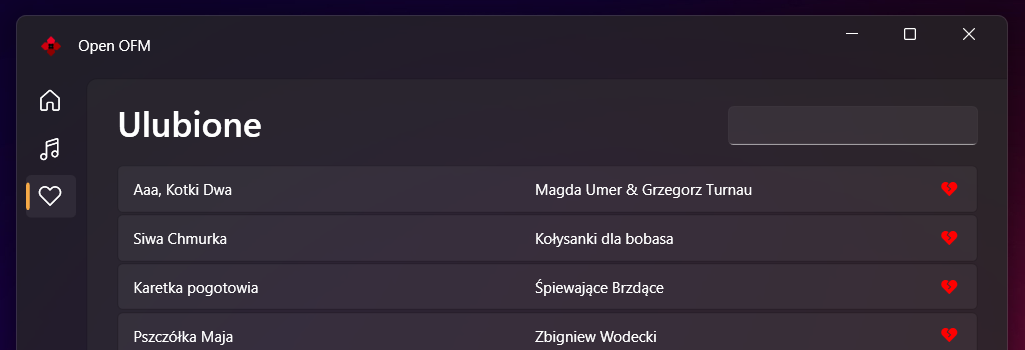 Open OFM
Ulubione
Aaa, Kotki Dwa Magda Umer & Grzegorz Turnau
Siwa Chmurka Kołysanki dla bobasa
Karetka pogotowia Śpiewające Brzdące
Pszczółka Maja Zbigniew Wodecki